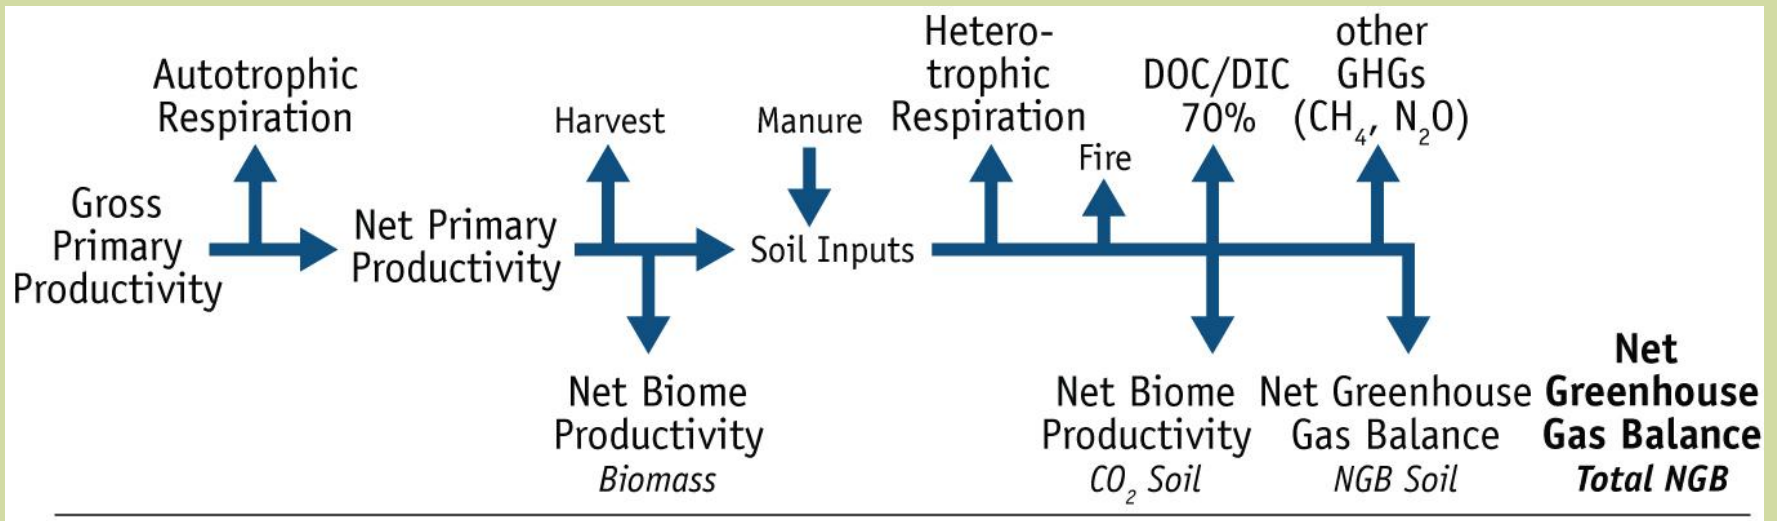 Autotrophic
Respiration
Harvest
Manure
Hetero-
trophic
Respiration
Fire
DOC/DIC
70%
other
GHGs
(CH₄, N₂O)
Gross
Primary
Productivity
Net Primary
Productivity
Soil Inputs
Net Biome
Productivity
Biomass
Net Biome
Productivity
CO₂ Soil
Net Greenhouse
Gas Balance
NGB Soil
Net
Greenhouse
Gas Balance
Total NGB